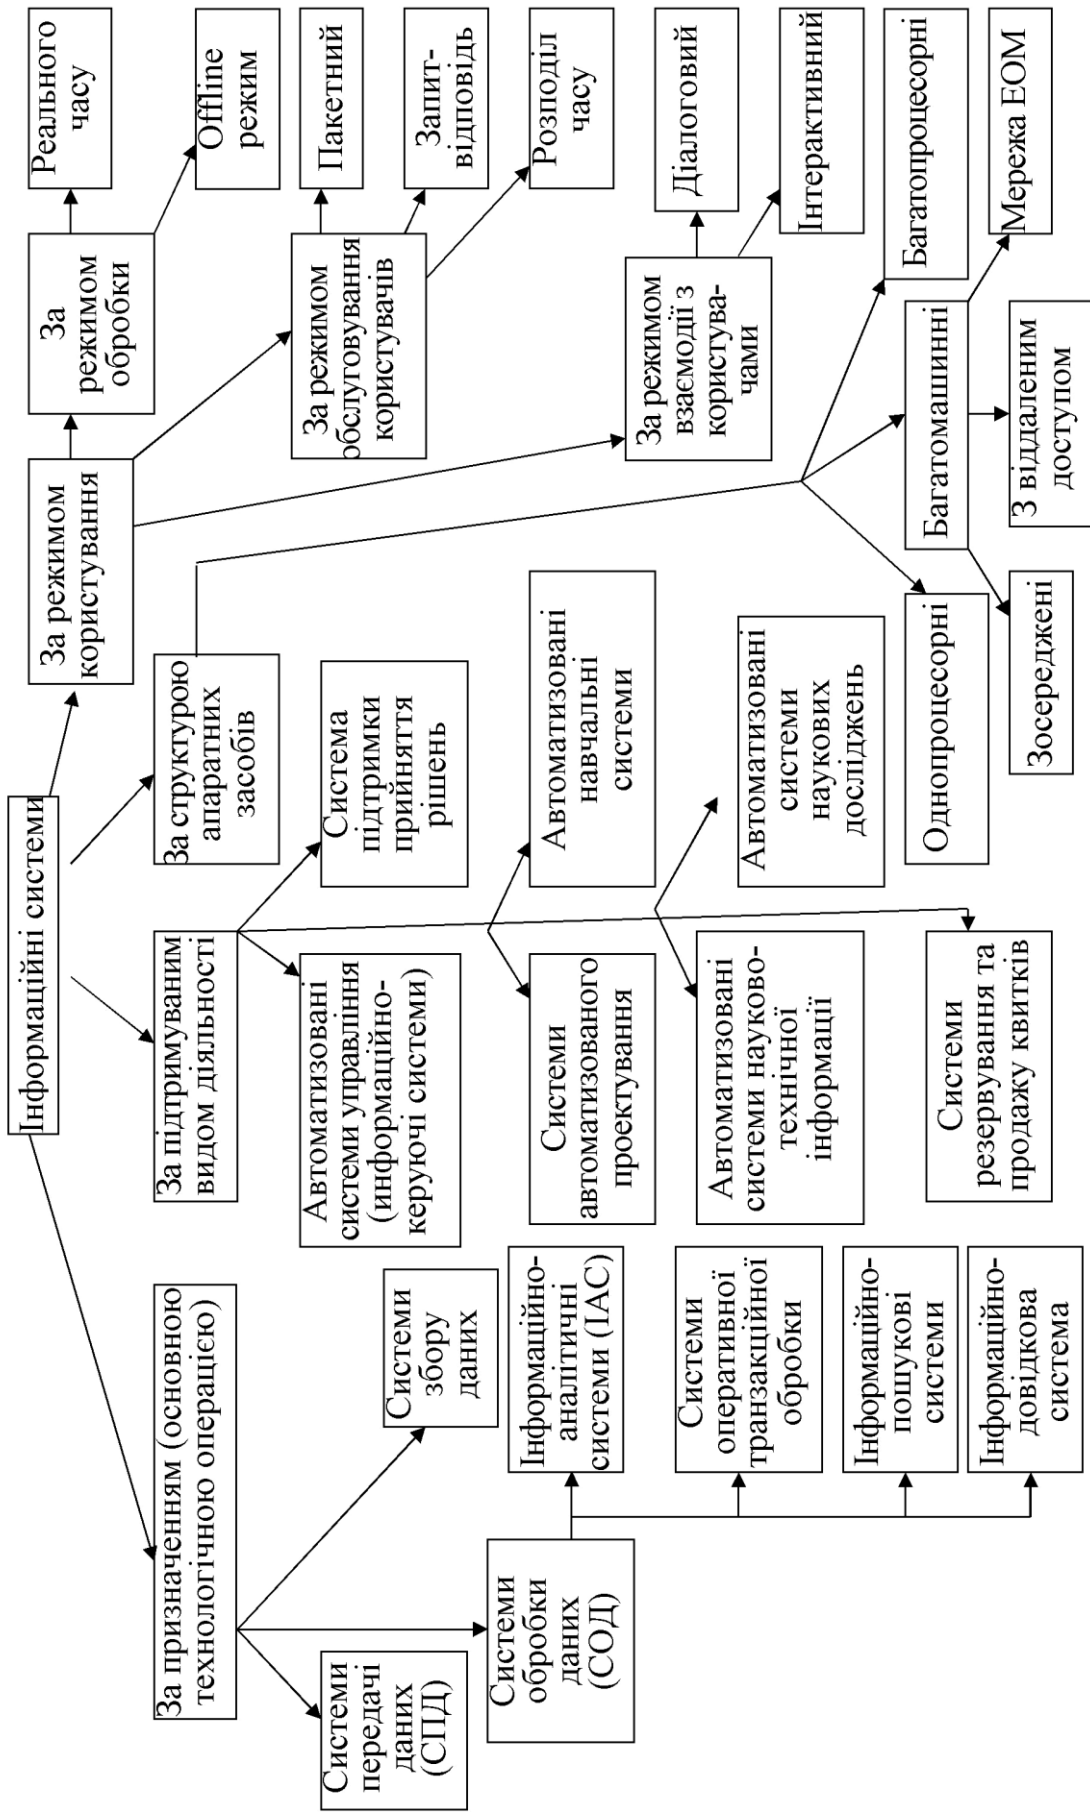 Інформаційні системи
За призначенням (основною
технологічною операцією)
Системи
передачі
даних
(СПД)
Системи
обробки
даних
(СОД)
Системи
збору
даних
Інформаційно-
аналітичні
системи (ІАС)
Системи
оперативної
транзакційної
обробки
Інформаційно-
пошукові
системи
Інформаційно-
довідкова
система
За підтримуваним
видом діяльності
Автоматизовані
системи управління
(информаційно-
керуючі системи)
Система
підтримки
прийняття
рішень
Системи
автоматизованого
проектування
Автоматизовані
навчальні
системи
Автоматизовані
системи науково-
технічної
інформації
Автоматизовані
системи
наукових
досліджень
Системи
резервування та
продажу квитків
За структурою
апаратних
засобів
Однопроцесорні
Багатомашинні
Багатопроцесорні
Зосереджені
З віддаленим
доступом
Мережа ЕОМ
За режимом
користування
За
режимом
обробки
Реального
часу
Offline
режим
За режимом
обслуговування
користувачів
Пакетний
Запит-
відповідь
Розподіл
часу
За режимом
взаємодії з
користува-
чами
Діалоговий
Інтерактивний